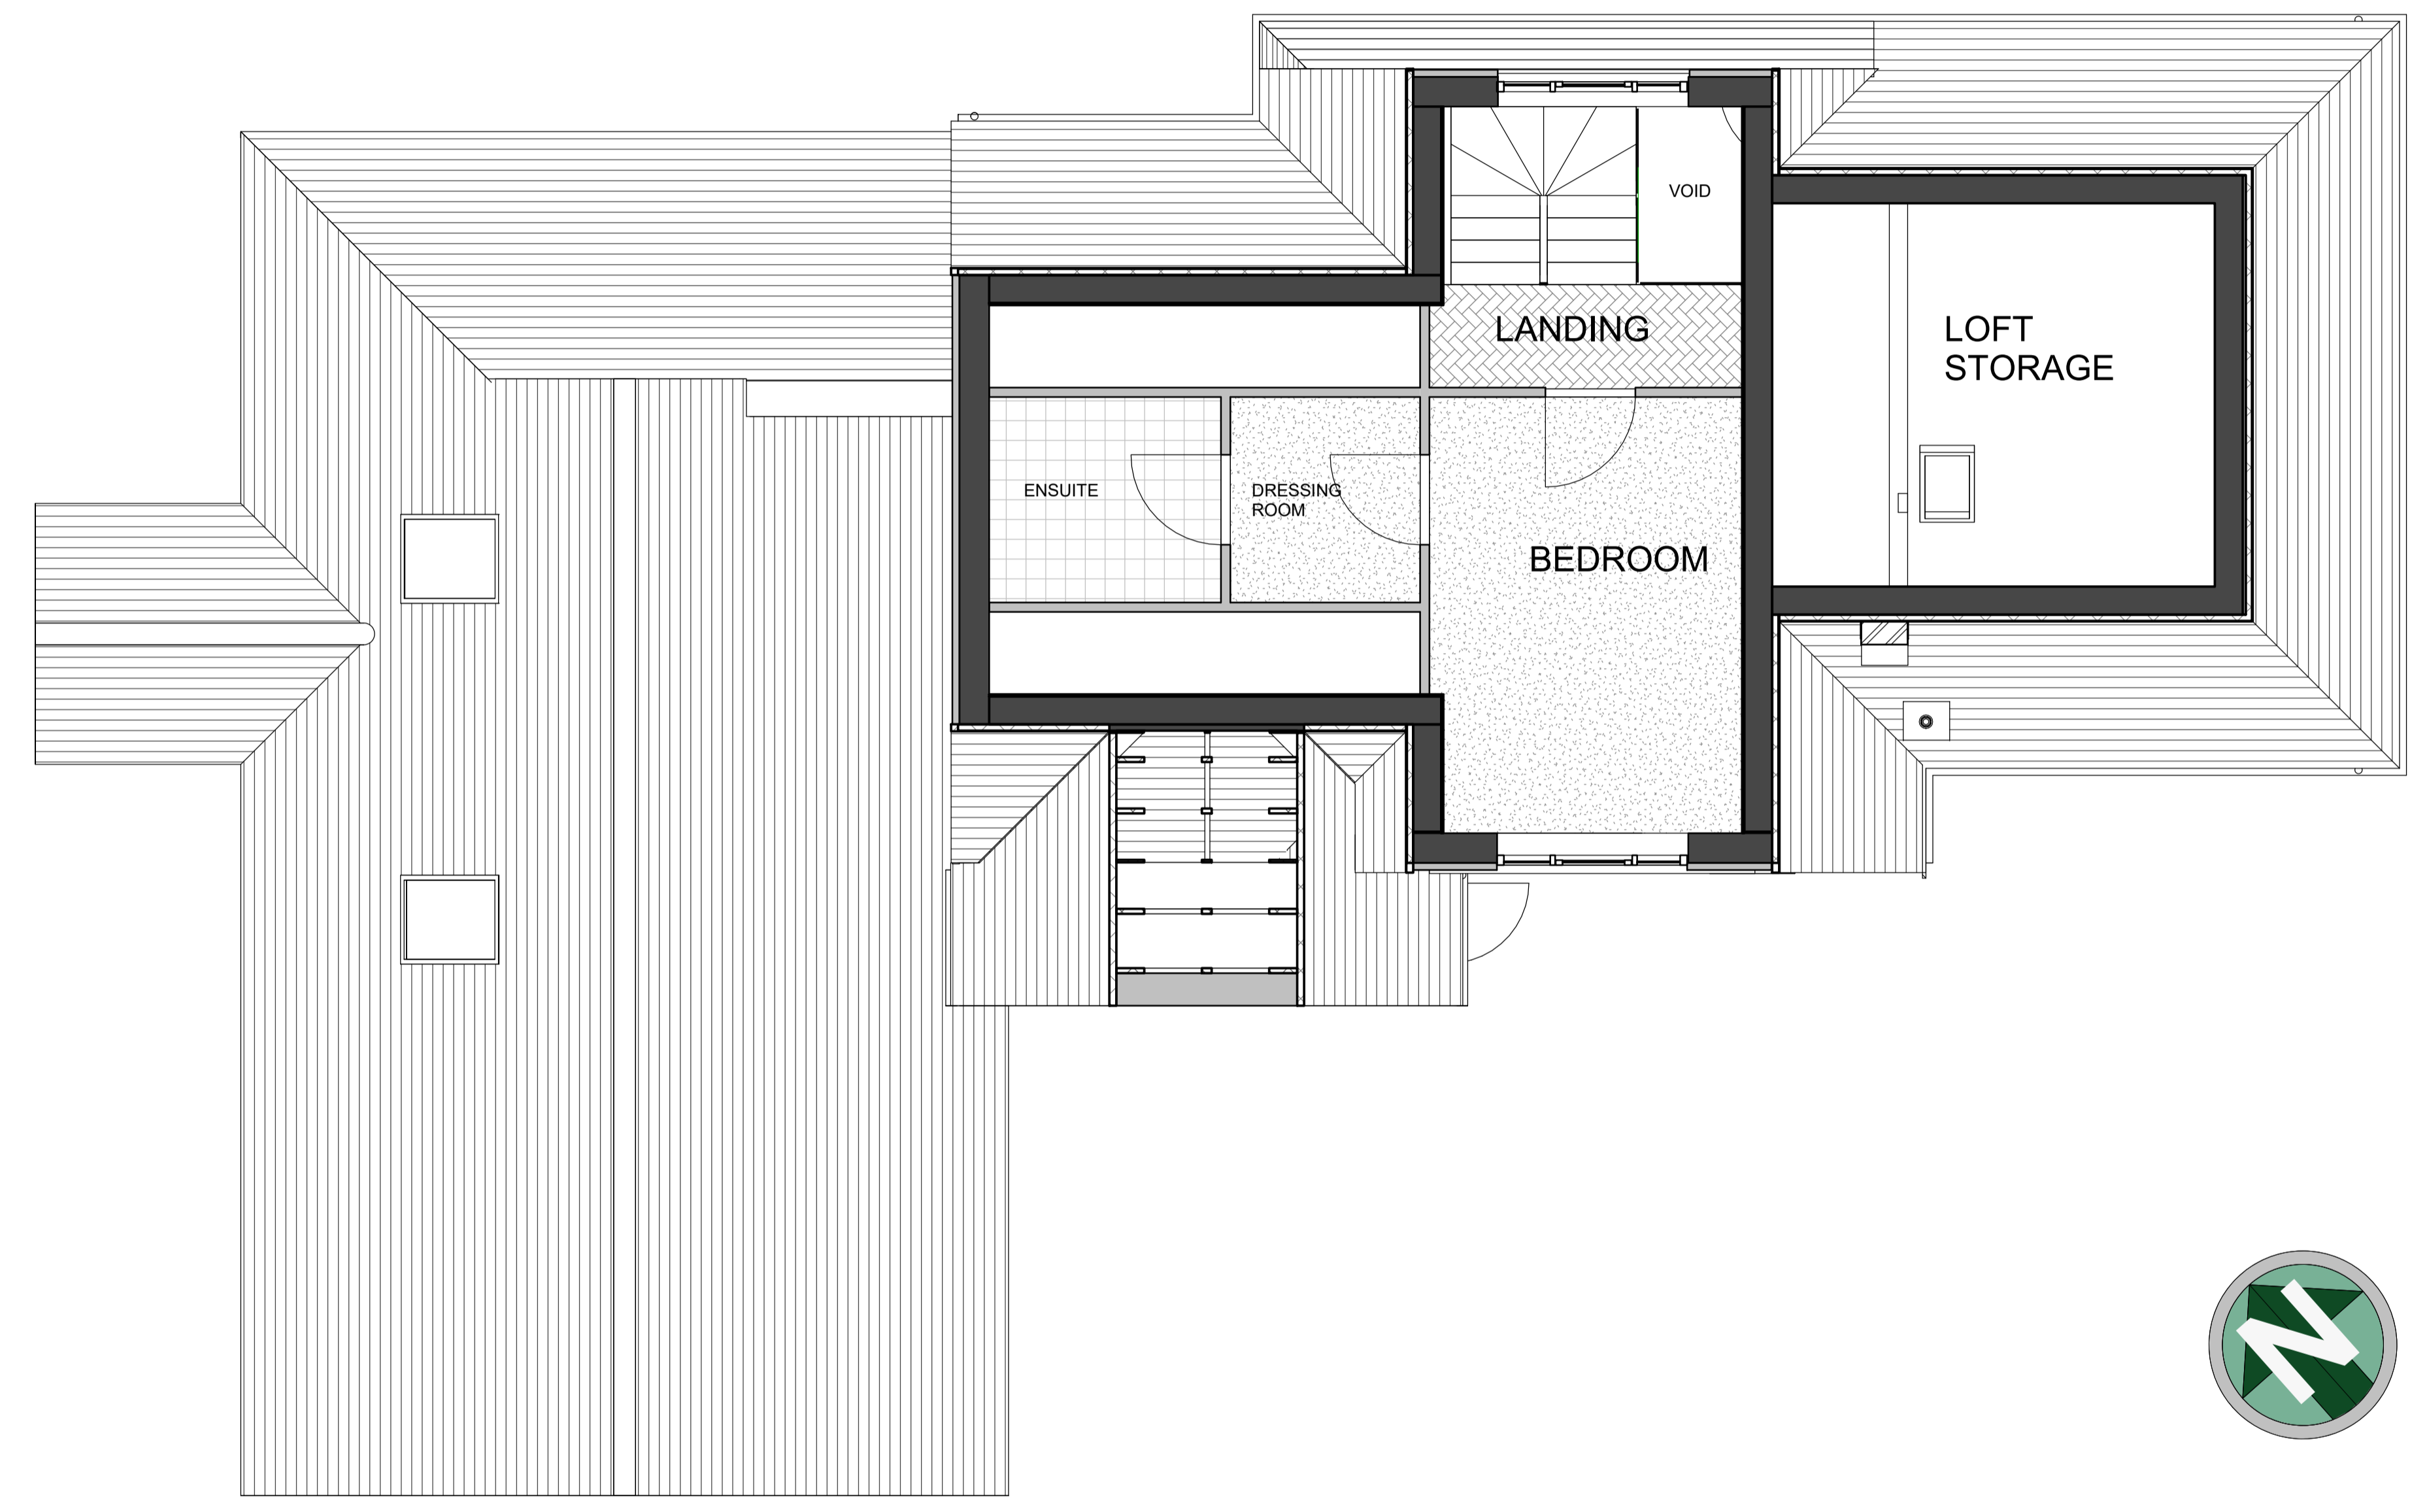 VOID
LANDING
LOFT
STORAGE
ENSUITE
DRESSING
ROOM
BEDROOM
N